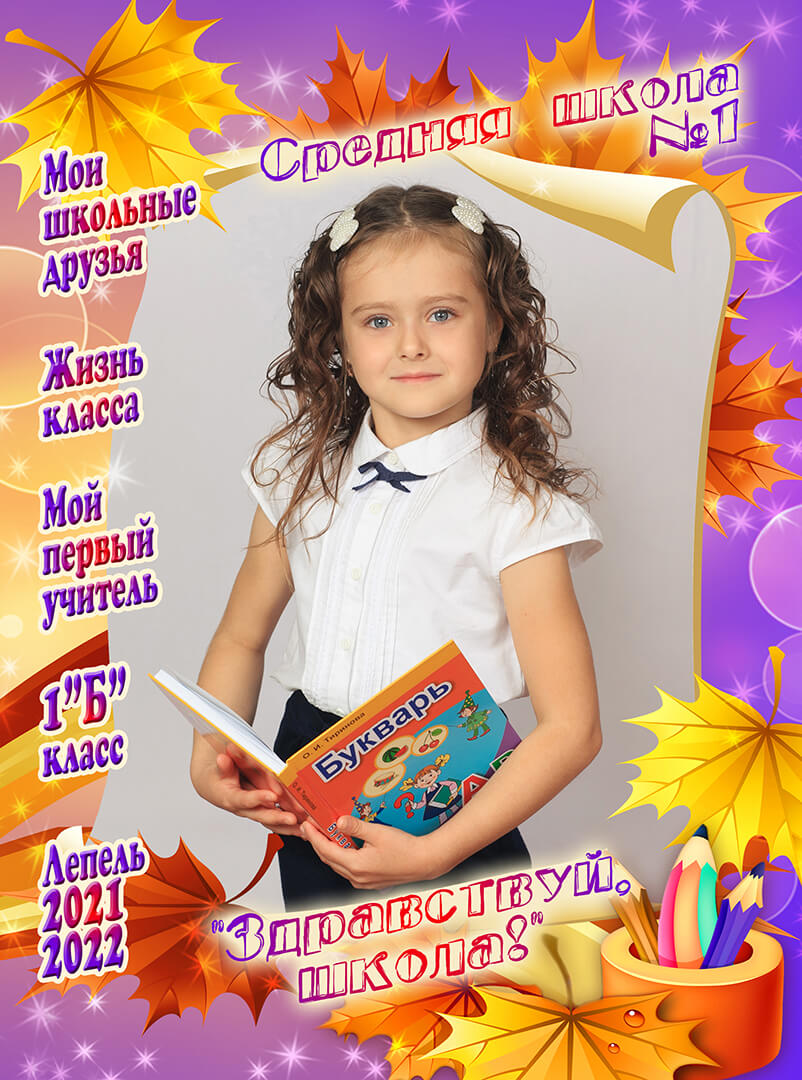 Средняя школа
№1
Мои
школьные
друзья
Жизнь
класса
Мой
первый
учитель
1"Б"
класс
Лепель
2021
2022
О. И. Тиринова
Букварь
"Здравствуй,
школа!"